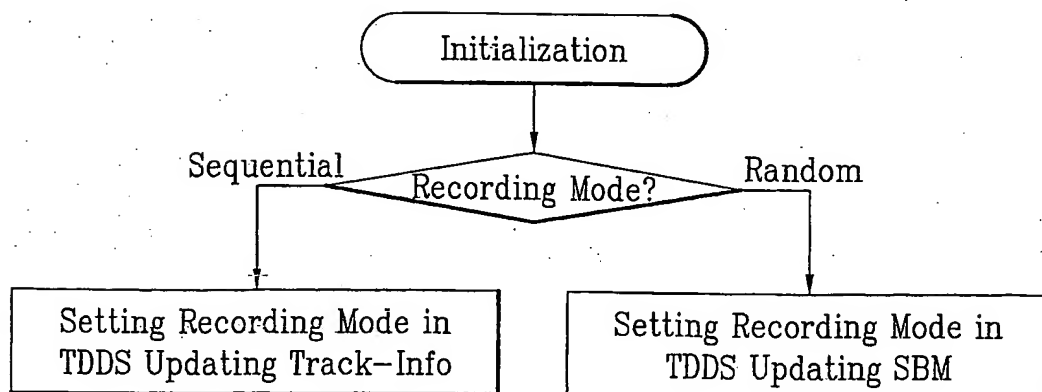 Initialization
Sequential
Recording Mode?
Random
Setting Recording Mode in
TDDS Updating Track-Info
Setting Recording Mode in
TDDS Updating SBM